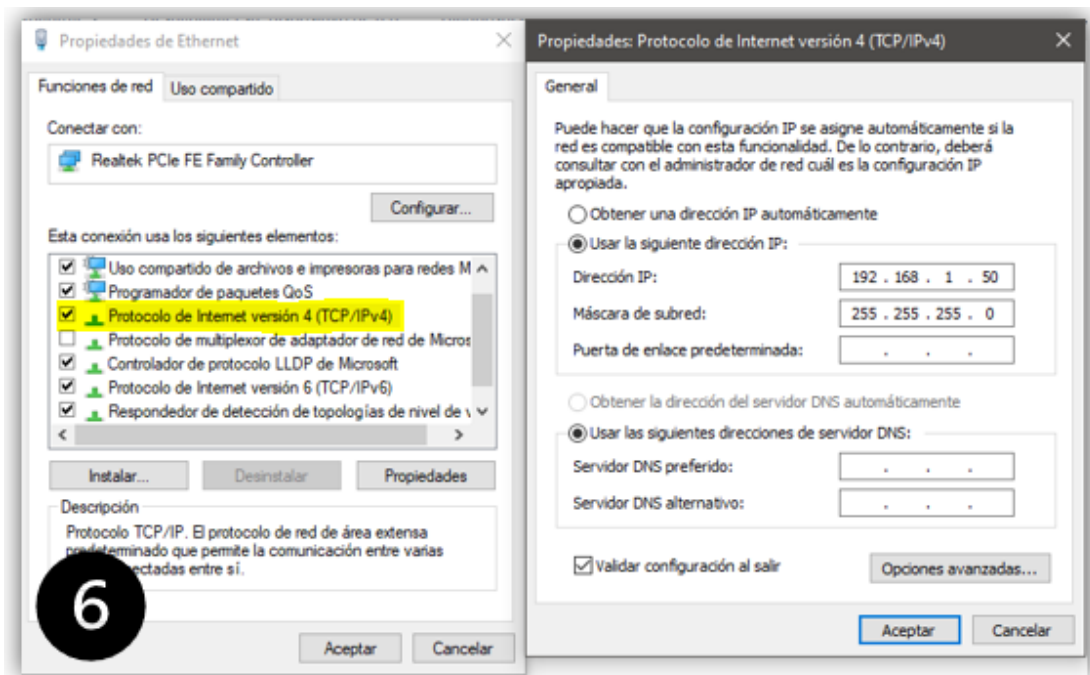 Propiedades de Ethernet
Funciones de red
Uso compartido
Conectar con:
Realtek PCIe FE Family Controller
Configurar...
Esta conexión usa los siguientes elementos:
Uso compartido de archivos e impresoras para redes M
Programador de paquetes QoS
Protocolo de Internet versión 4 (TCP/IPv4)
Protocolo de multiplexor de adaptador de red de Micros
Controlador de protocolo LLDP de Microsoft
Protocolo de Internet versión 6 (TCP/IPv6)
Respondedor de detección de topologías de nivel de v
Instalar...
Desinstalar
Propiedades
Descripción
Protocolo TCP/IP. El protocolo de red de área extensa
predeterminado que permite la comunicación entre varias
ectadas entre sí.
6
Aceptar
Cancelar
Propiedades: Protocolo de Internet versión 4 (TCP/IPv4)
General
Puede hacer que la configuración IP se asigne automáticamente si la
red es compatible con esta funcionalidad. De lo contrario, deberá
consultar con el administrador de red cuál es la configuración IP
apropiada.
Obtener una dirección IP automáticamente
Usar la siguiente dirección IP:
Dirección IP: 192 . 168 . 1 . 50
Máscara de subred: 255 . 255 . 255 . 0
Puerta de enlace predeterminada: . . .
Obtener la dirección del servidor DNS automáticamente
Usar las siguientes direcciones de servidor DNS:
Servidor DNS preferido: . . .
Servidor DNS alternativo: . . .
Validar configuración al salir
Opciones avanzadas...
Aceptar
Cancelar